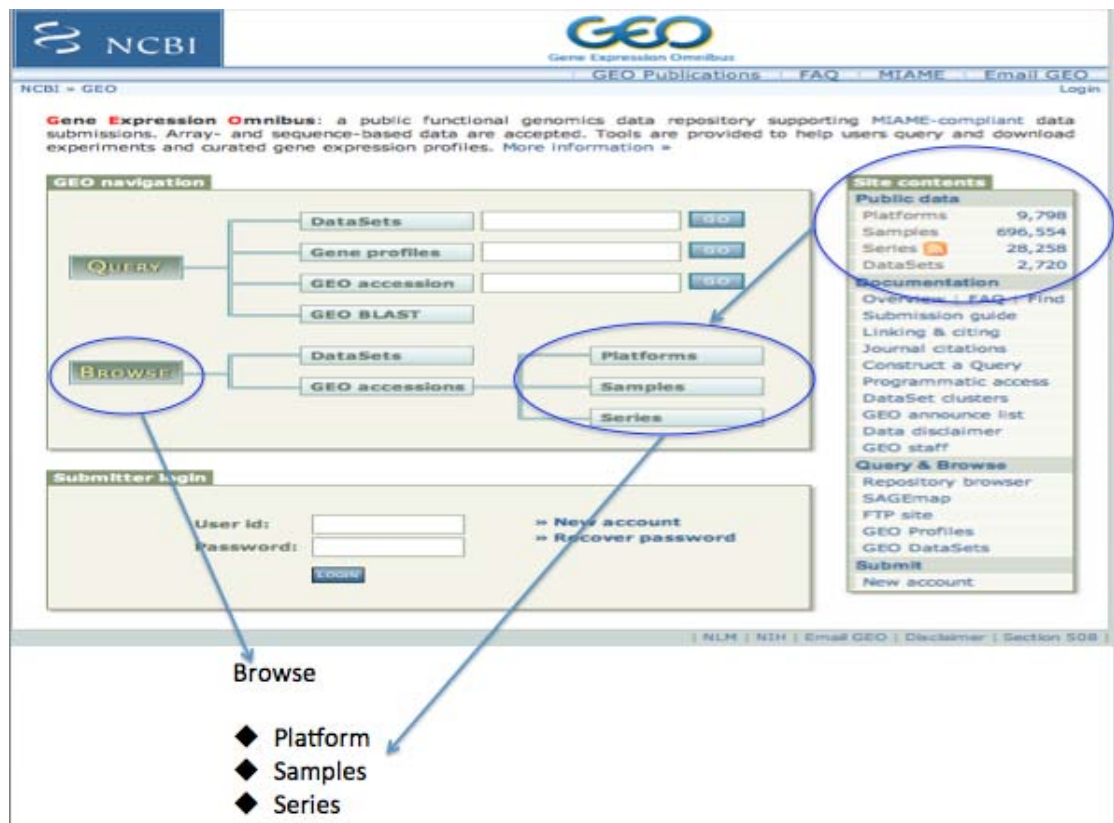 NCBI
GEO
Gene Expression Omnibus
GEO Publications | FAQ | MIAME | Email GEO
NCBI » GEO
Login
Gene Expression Omnibus: a public functional genomics data repository supporting MIAME-compliant data
submissions. Array- and sequence-based data are accepted. Tools are provided to help users query and download
experiments and curated gene expression profiles. More information »
GEO navigation
QUERY
DataSets
GO
Gene profiles
GO
GEO accession
GO
GEO BLAST
BROWSE
DataSets
GEO accessions
Platforms
Samples
Series
Submitter login
User id:
Password:
LOGIN
» New account
» Recover password
Site contents
Public data
Platforms 9,798
Samples 696,554
Series 28,258
DataSets 2,720
Documentation
Overview | FAQ | Find
Submission guide
Linking & citing
Journal citations
Construct a Query
Programmatic access
DataSet clusters
GEO announce list
Data disclaimer
GEO staff
Query & Browse
Repository browser
SAGEmap
FTP site
GEO Profiles
GEO DataSets
Submit
New account
| NLM | NIH | Email GEO | Disclaimer | Section 508 |
Browse
◆ Platform
◆ Samples
◆ Series